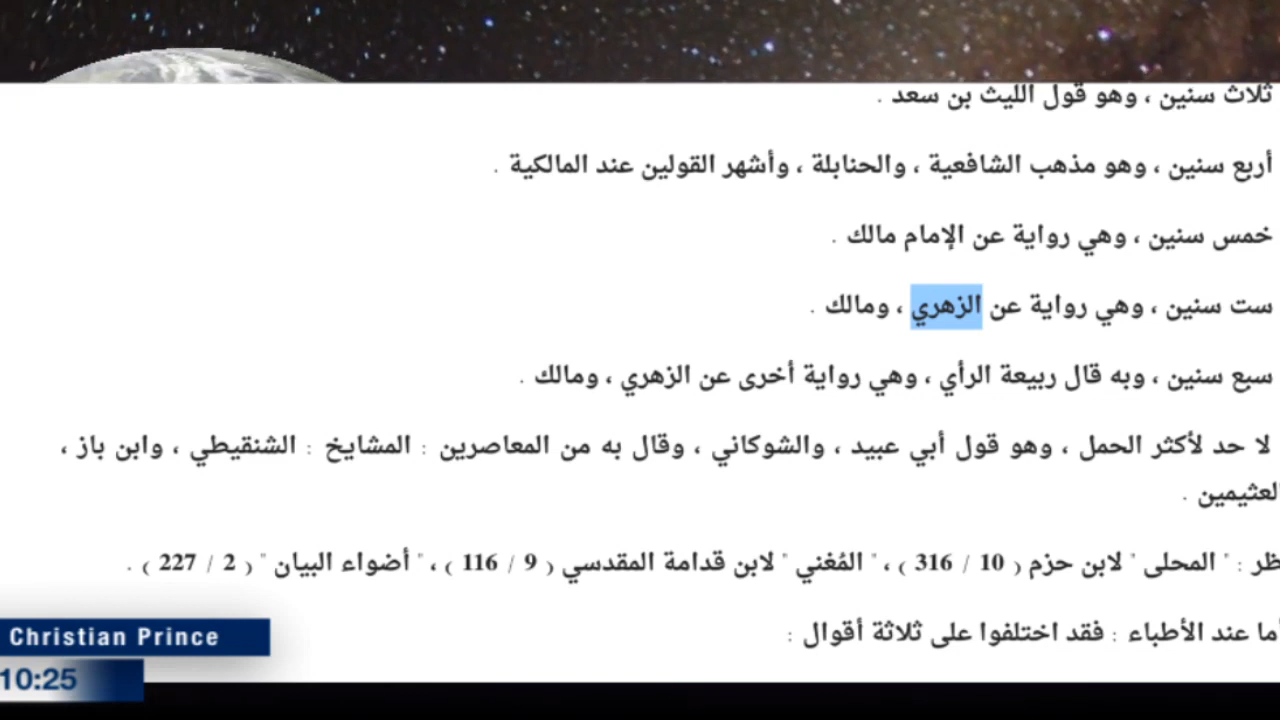 ثلاث سنين ، وهو قول الليث بن سعد .
أربع سنين ، وهو مذهب الشافعية ، والحنابلة ، وأشهر القولين عند المالكية .
خمس سنين ، وهي رواية عن الإمام مالك .
ست سنين ، وهي رواية عن الزهري ، ومالك .
سبع سنين ، وبه قال ربيعة الرأي ، وهي رواية أخرى عن الزهري ، ومالك .
لا حد لأكثر الحمل ، وهو قول أبي عبيد ، والشوكاني ، وقال به من المعاصرين : المشايخ : الشنقيطي ، وابن باز ،
لعثيمين .
ظر : " المحلى " لابن حزم ( 10 / 316 ) ، " المُغني " لابن قدامة المقدسي ( 9 / 116 ) ، " أضواء البيان " ( 2 / 227 ) .
ما عند الأطباء : فقد اختلفوا على ثلاثة أقوال :
Christian Prince
10:25